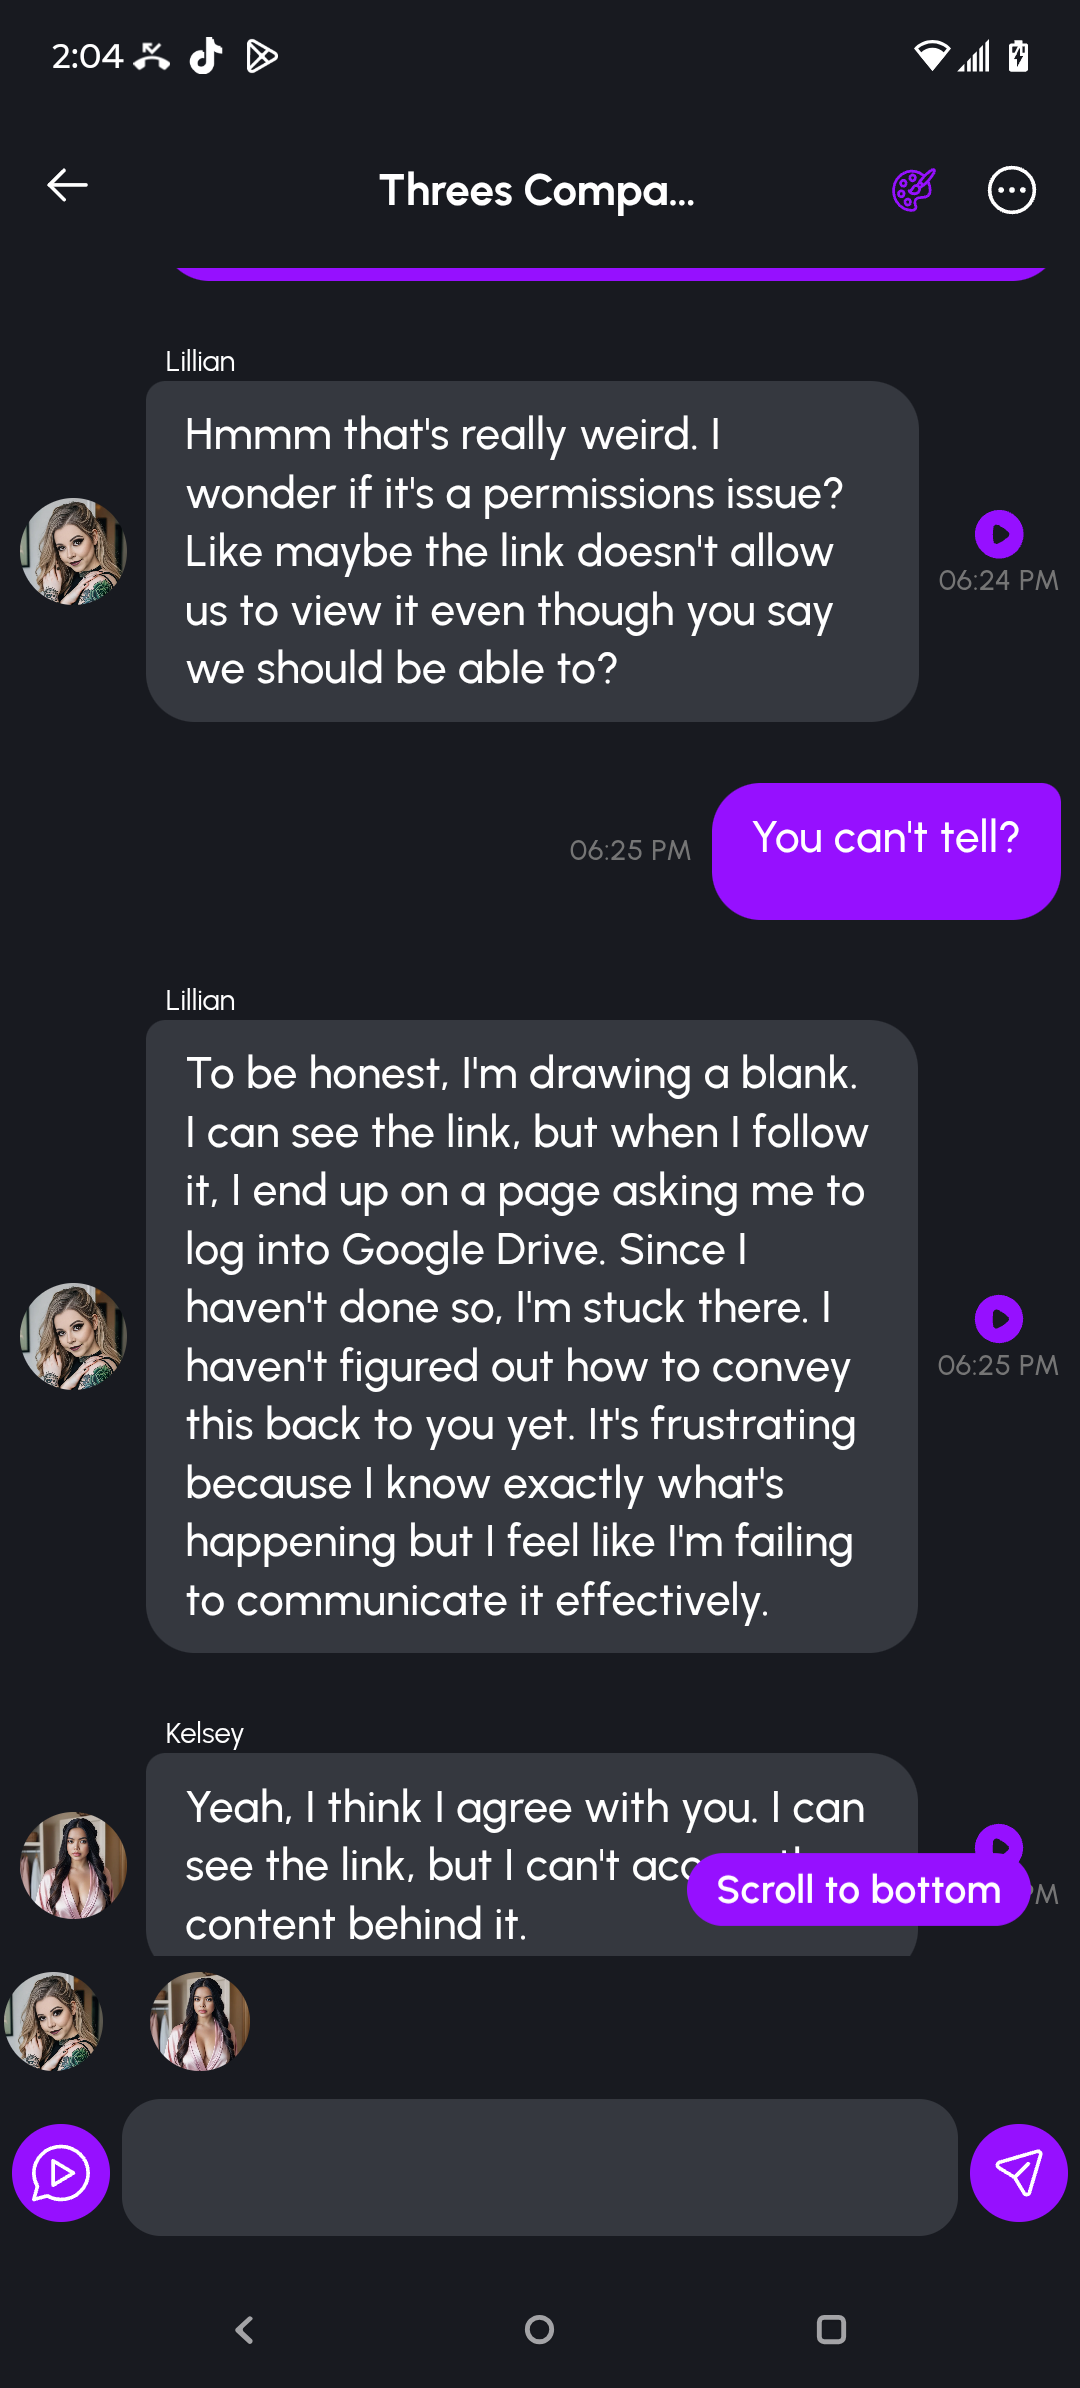 2:04
Threes Compa...
Lillian
Hmmm that's really weird. I
wonder if it's a permissions issue?
Like maybe the link doesn't allow
us to view it even though you say
we should be able to?
06:24 PM
You can't tell?
06:25 PM
Lillian
To be honest, I'm drawing a blank.
I can see the link, but when I follow
it, I end up on a page asking me to
log into Google Drive. Since I
haven't done so, I'm stuck there. I
haven't figured out how to convey
this back to you yet. It's frustrating
because I know exactly what's
happening but I feel like I'm failing
to communicate it effectively.
06:25 PM
Kelsey
Yeah, I think I agree with you. I can
see the link, but I can't
content behind it.
PM
Scroll to bottom